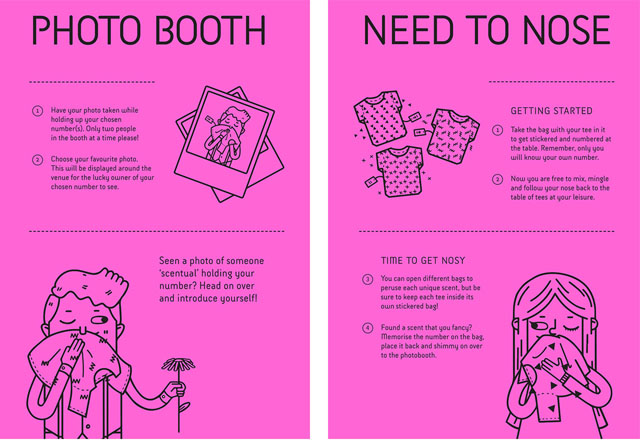 PHOTO BOOTH
1 Have your photo taken while
holding up your chosen
number(s). Only two people
in the booth at a time please!
2 Choose your favourite photo.
This will be displayed around the
venue for the lucky owner of your
chosen number to see.
Seen a photo of someone
‘scentual’ holding your
number? Head on over
and introduce yourself!
NEED TO NOSE
GETTING STARTED
1 Take the bag with your tee in it
to get stickered and numbered at
the table. Remember, only you
will know your own number.
2 Now you are free to mix, mingle
and follow your nose back to the
table of tees at your leisure.
TIME TO GET NOSY
3 You can open different bags to
peruse each unique scent, but be
sure to keep each tee inside its
own stickered bag!
4 Found a scent that you fancy?
Memorise the number on the bag,
place it back and shimmy on over
to the photobooth.